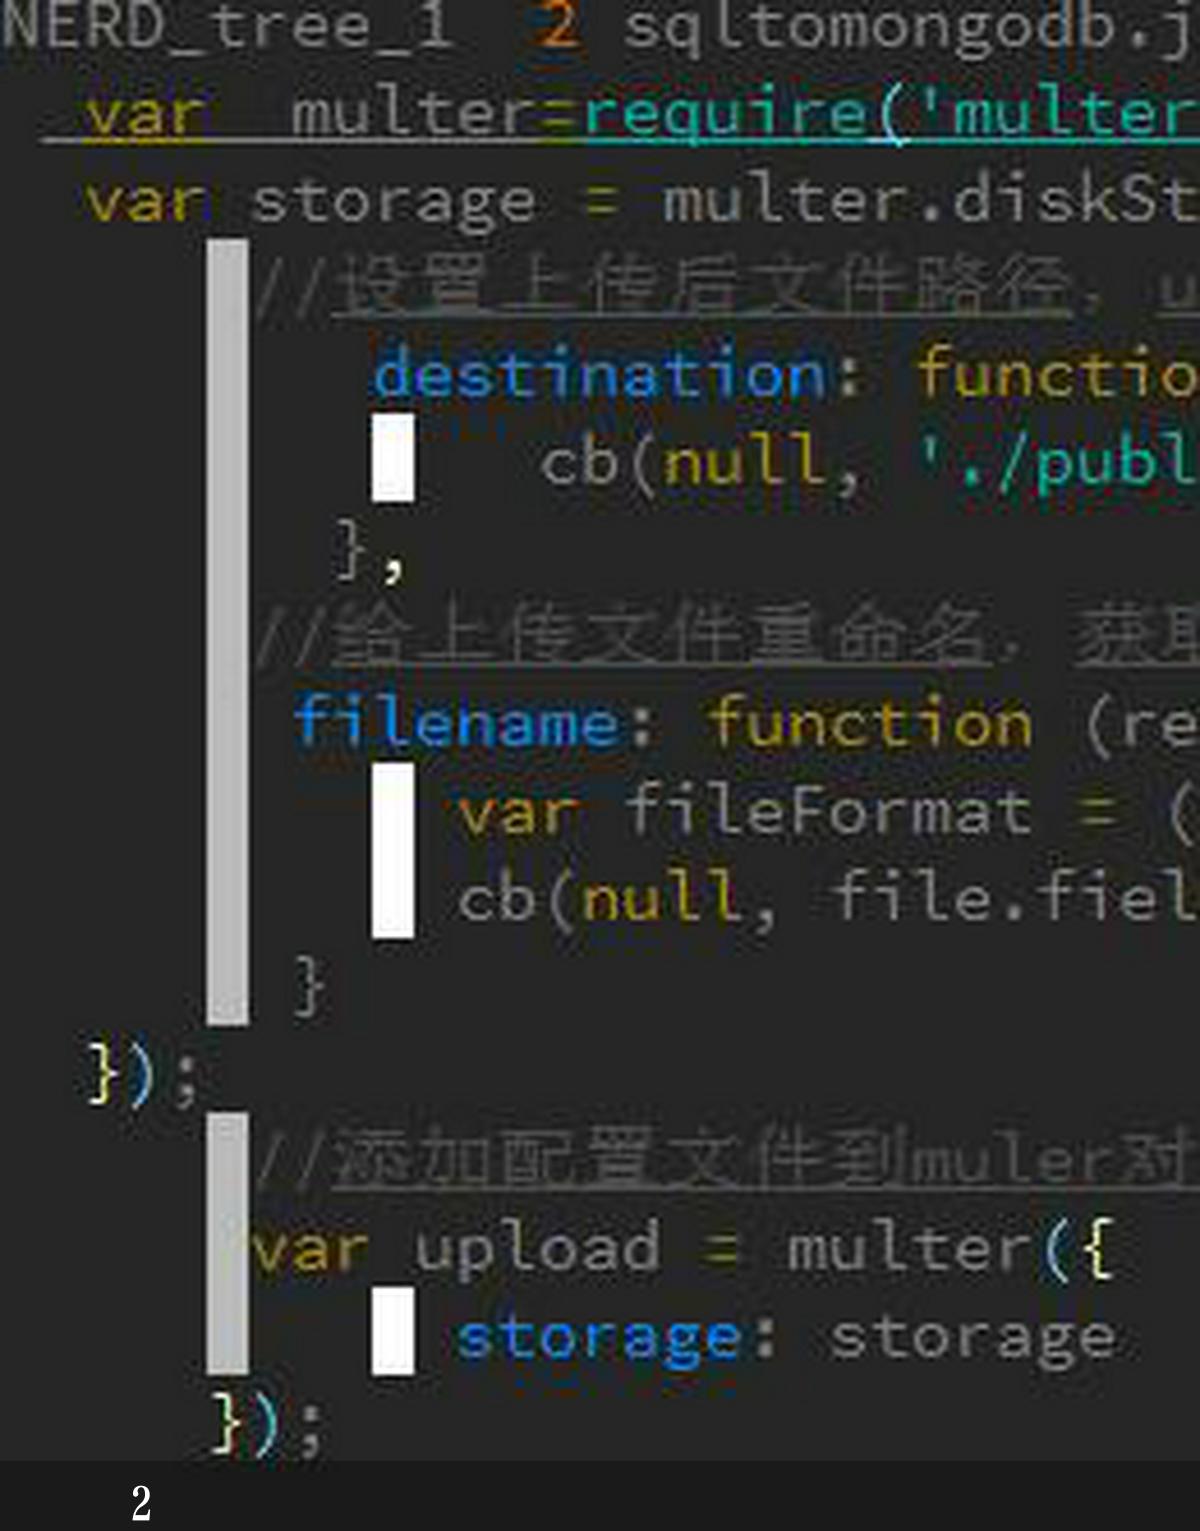 NERD_tree_1 2 sqltomongodb.j
var multer=require('multer
var storage = multer.diskSt
//设置上传后文件路径, u
destination: functio
cb(null, './publ
},
//给上传文件重命名, 获取
filename: function (re
var fileFormat = (
cb(null, file.fiel
}
});
//添加配置文件到muler对
var upload = multer({
storage: storage
});
2